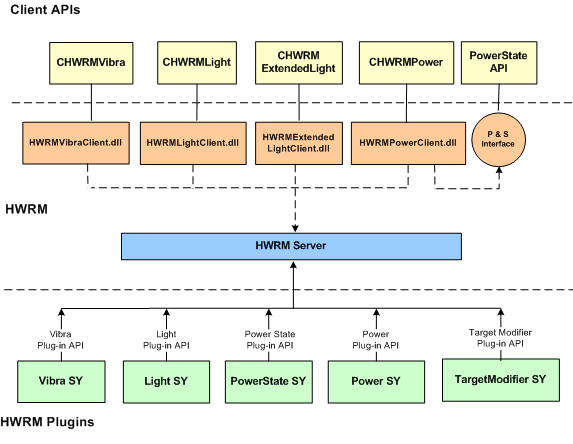 Client APIs
CHWRMVibra
CHWRMLight
CHWRM
ExtendedLight
CHWRMPower
PowerState
API
HWRMVibraClient.dll
HWRMLightClient.dll
HWRMExtended
LightClient.dll
HWRMPowerClient.dll
P & S
Interface
HWRM
HWRM Server
Vibra
Plug-in API
Light
Plug-in API
Power State
Plug-in API
Power
Plug-in API
Target Modifier
Plug-in API
Vibra SY
Light SY
PowerState SY
Power SY
TargetModifier SY
HWRM Plugins